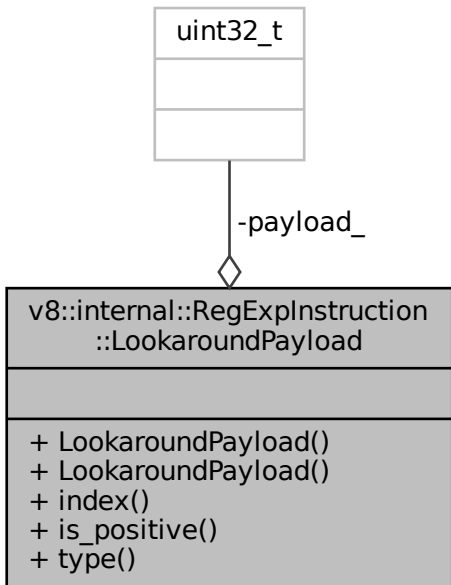 uint32_t
-payload_
v8::internal::RegExpInstruction
::LookaroundPayload
+ LookaroundPayload()
+ LookaroundPayload()
+ index()
+ is_positive()
+ type()